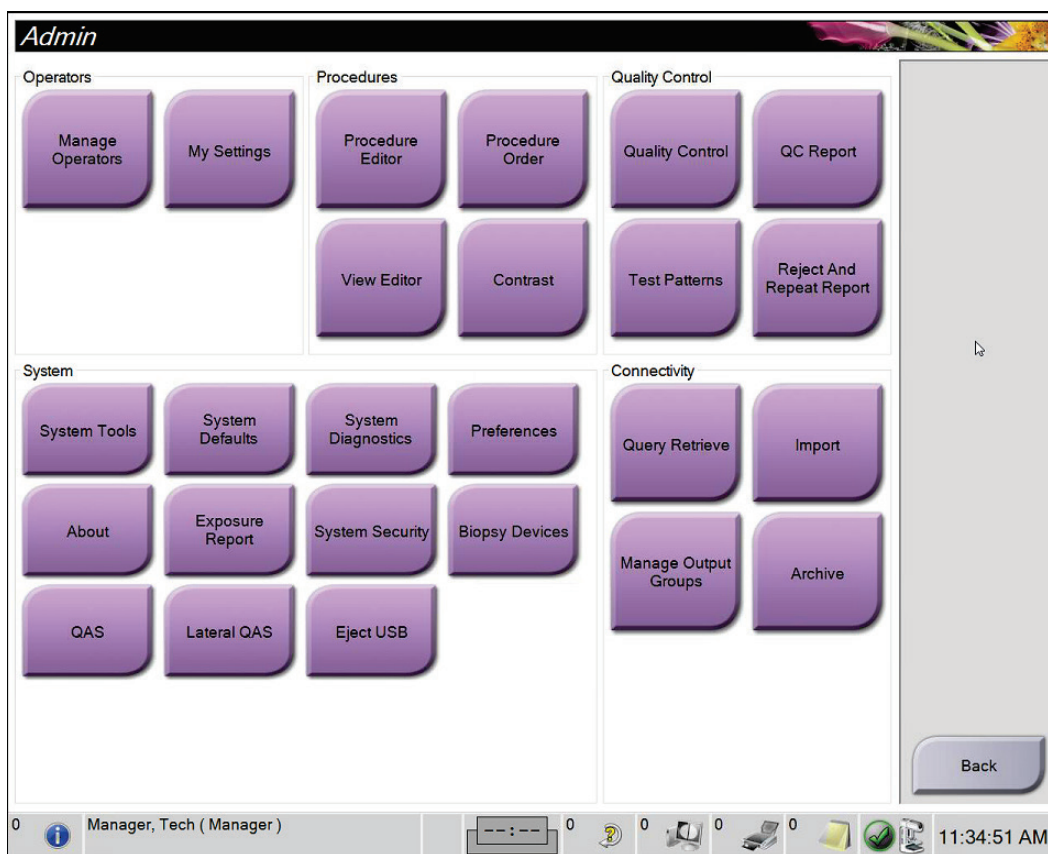 Admin
Operators
Manage
Operators
My Settings
Procedures
Procedure
Editor
Procedure
Order
View Editor
Contrast
Quality Control
Quality Control
QC Report
Test Patterns
Reject And
Repeat Report
System
System Tools
System
Defaults
System
Diagnostics
Preferences
About
Exposure
Report
System Security
Biopsy Devices
QAS
Lateral QAS
Eject USB
Connectivity
Query Retrieve
Import
Manage Output
Groups
Archive
Back
0 Manager, Tech ( Manager ) --:-- 0 0 0 0 11:34:51 AM